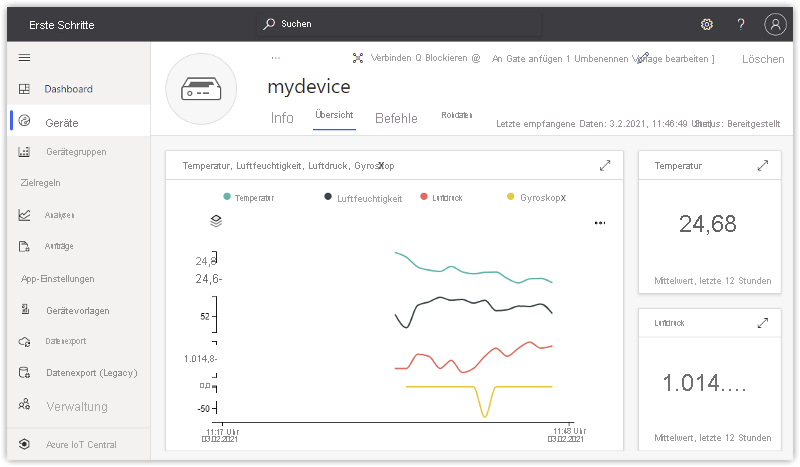 Erste Schritte
Suchen
?
Dashboard
Geräte
Gerätegruppen
Zielregeln
Analysen
Aufträge
App-Einstellungen
Gerätevorlagen
Datenexport
Datenexport (Legacy)
Verwaltung
Azure IoT Central
... Verbinden Q Blockieren @ An Gate anfügen 1 Umbenennen Vorlage bearbeiten ] Löschen
mydevice
Info Übersicht Befehle Rohdaten
Letzte empfangene Daten: 3.2.2021, 11:46:49 Uhr Status: Bereitgestellt
Temperatur, Luftfeuchtigkeit, Luftdruck, GyroskopX
Temperatur Luftfeuchtigkeit Luftdruck GyroskopX
24,8-
24,6-
52
1.014,8-
0,0
-50
11:17 Uhr
03.02.2021
11:48 Uhr
03.02.2021
Temperatur
24,68
Mittelwert, letzte 12 Stunden
Luftdruck
1.014....
Mittelwert, letzte 12 Stunden